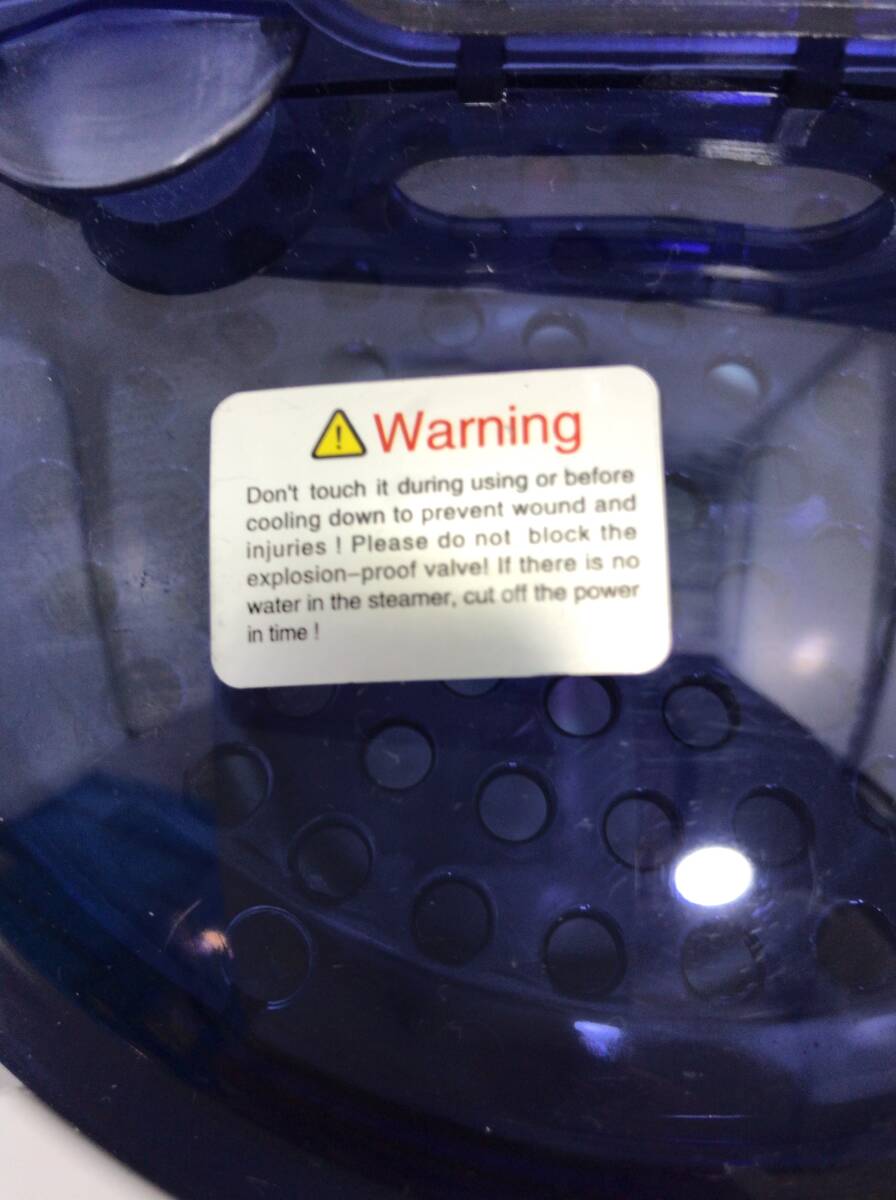 Warning
Don't touch it during using or before
cooling down to prevent wound and
injuries ! Please do not block the
explosion-proof valve! If there is no
water in the steamer, cut off the power
in time !